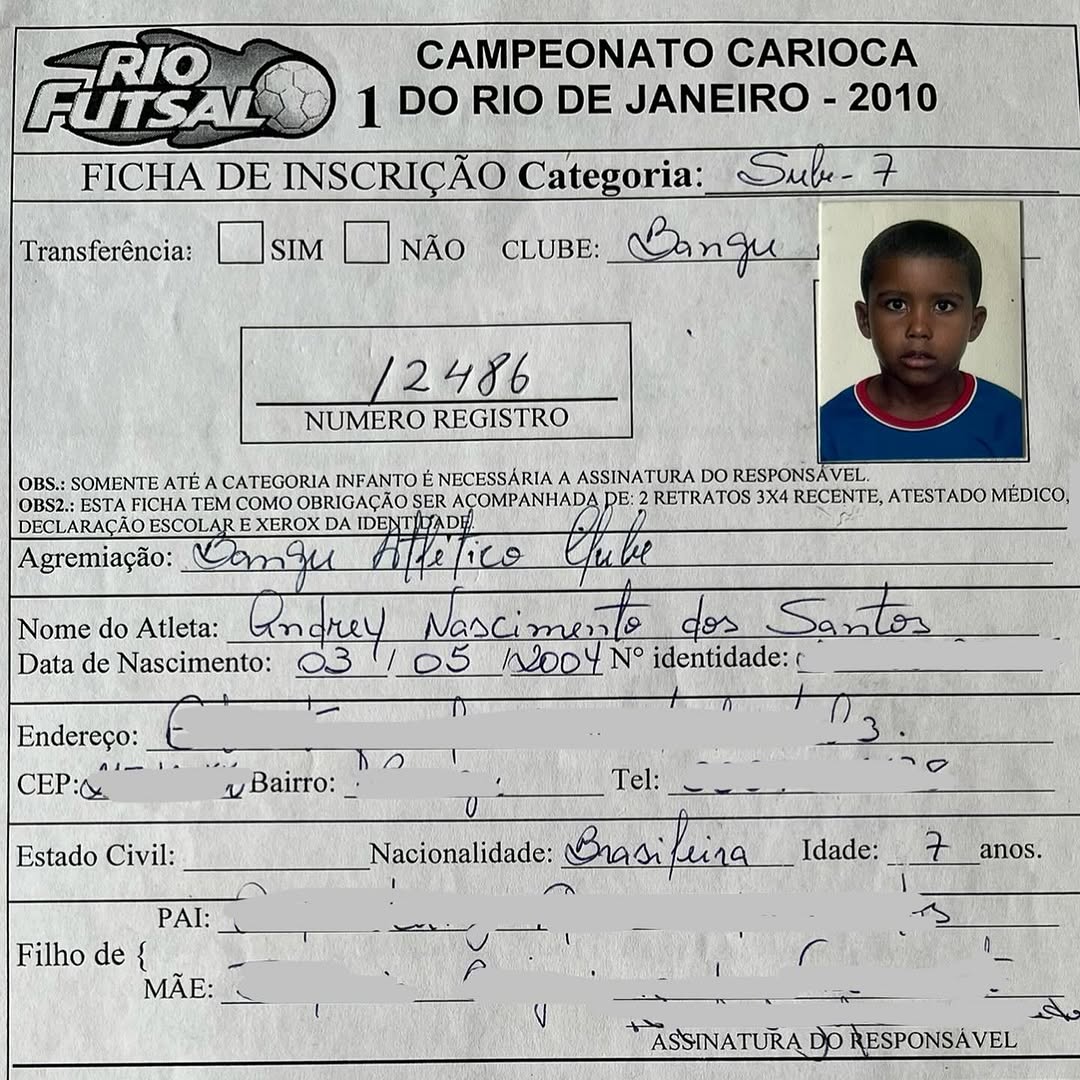 RIO FUTSAL
CAMPEONATO CARIOCA
1 DO RIO DE JANEIRO - 2010
FICHA DE INSCRIÇÃO Categoria: Sub-7
Transferência: SIM NÃO CLUBE: Bangu
12486
NUMERO REGISTRO
OBS.: SOMENTE ATÉ A CATEGORIA INFANTO É NECESSÁRIA A ASSINATURA DO RESPONSÁVEL.
OBS2.: ESTA FICHA TEM COMO OBRIGAÇÃO SER ACOMPANHADA DE: 2 RETRATOS 3X4 RECENTE, ATESTADO MÉDICO,
DECLARAÇÃO ESCOLAR E XEROX DA IDENTIDADE
Agremiação: Bangu Atlético Clube
Nome do Atleta: Andrey Nascimento dos Santos
Data de Nascimento: 03 / 05 / 2004 Nº identidade:
Endereço: 3.
CEP: Bairro: Tel:
Estado Civil: Nacionalidade: Brasileira Idade: 7 anos.
PAI:
Filho de {
MÃE:
ASSINATURA DO RESPONSÁVEL